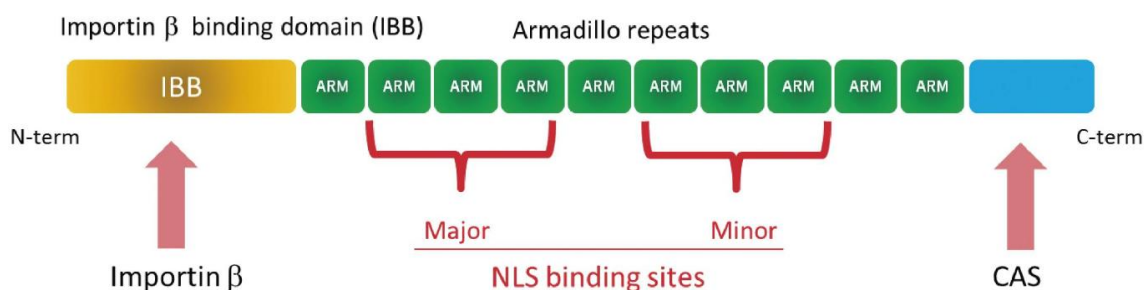 Importin β binding domain (IBB) Armadillo repeats
IBB ARM ARM ARM ARM ARM ARM ARM ARM ARM ARM
N-term C-term
Major Minor
Importin β NLS binding sites CAS